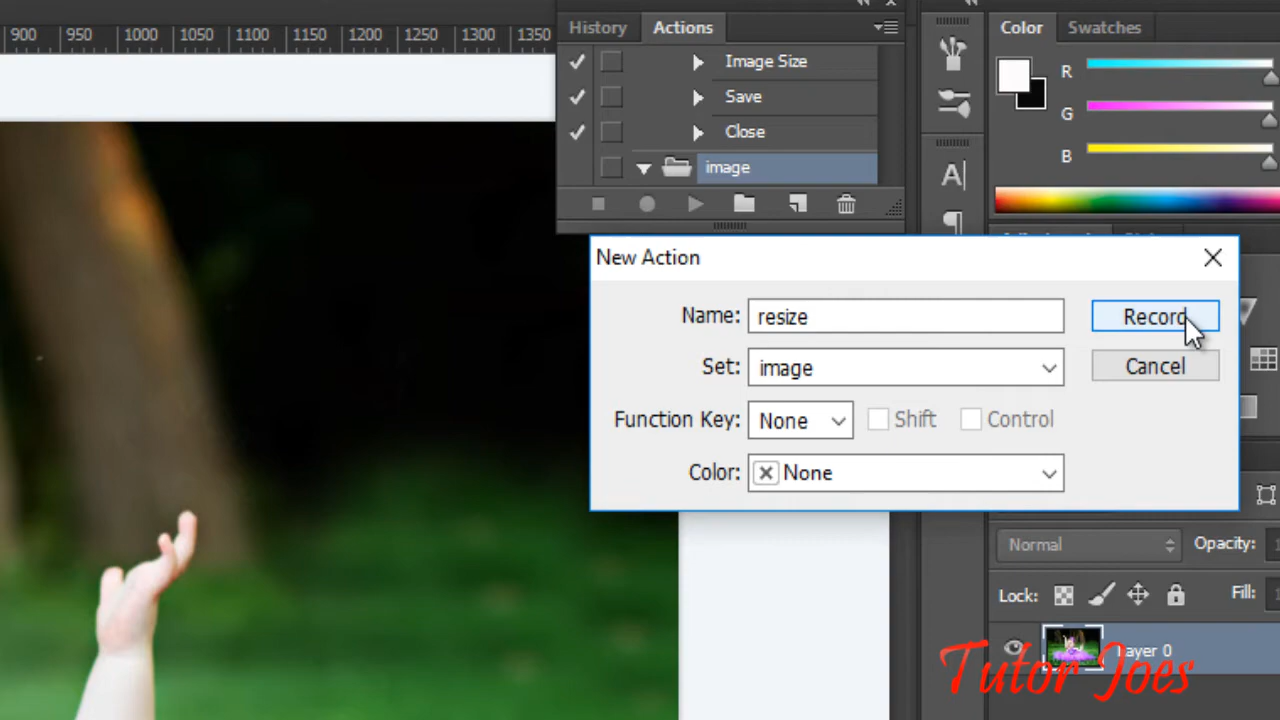 900 950 1000 1050 1100 1150 1200 1250 1300 1350
History Actions
Image Size
Save
Close
image
Color Swatches
R
G
B
A
New Action
Name: resize Record
Set: image Cancel
Function Key: None Shift Control
Color: None
Normal Opacity:
Lock: Fill:
Layer 0
Tutor Joes